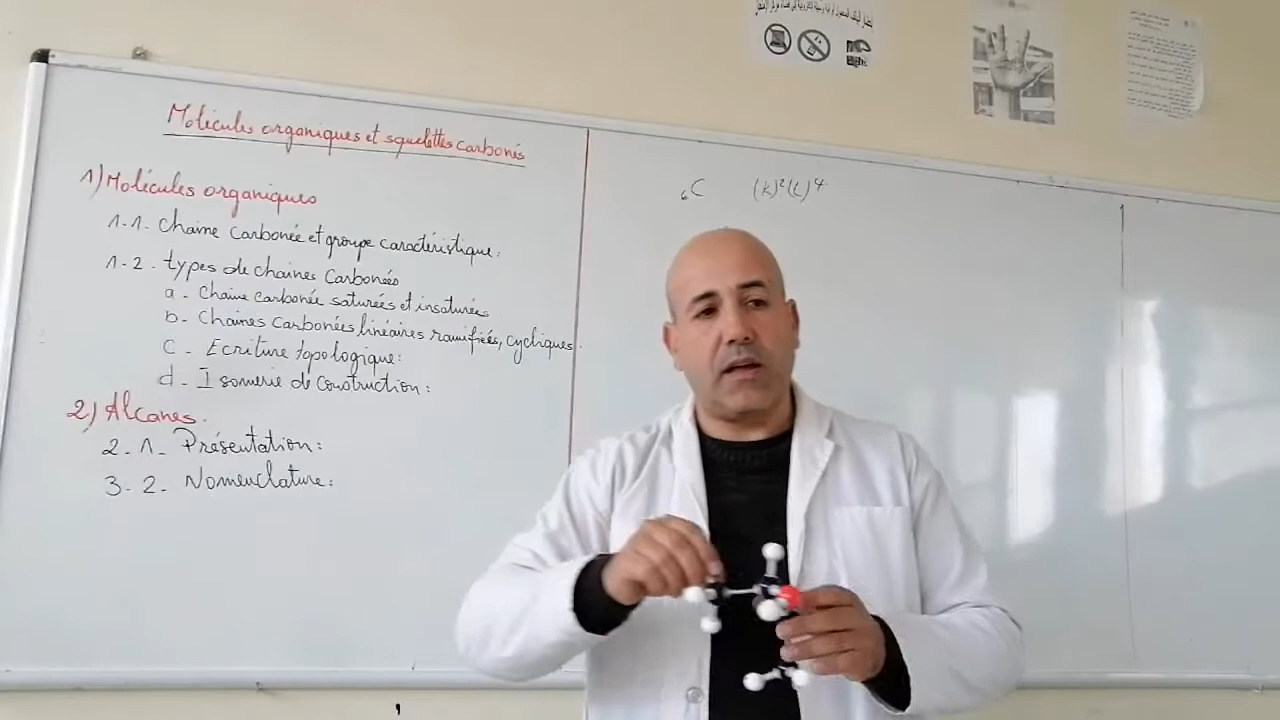 Molécules organiques et squelettes carbonés
1) Molécules organiques
1-1- chaine carbonée et groupe caractéristique:
1-2- types de chaines carbonées
a- chaine carbonée saturées et insaturées
b- chaines carbonées linéaires ramifiées, cycliques.
c- Ecriture topologique:
d- Isomerie de construction:
2) Alcanes.
2.1- Présentation:
3-2- Nomenclature:
₆C (K)²(L)⁴